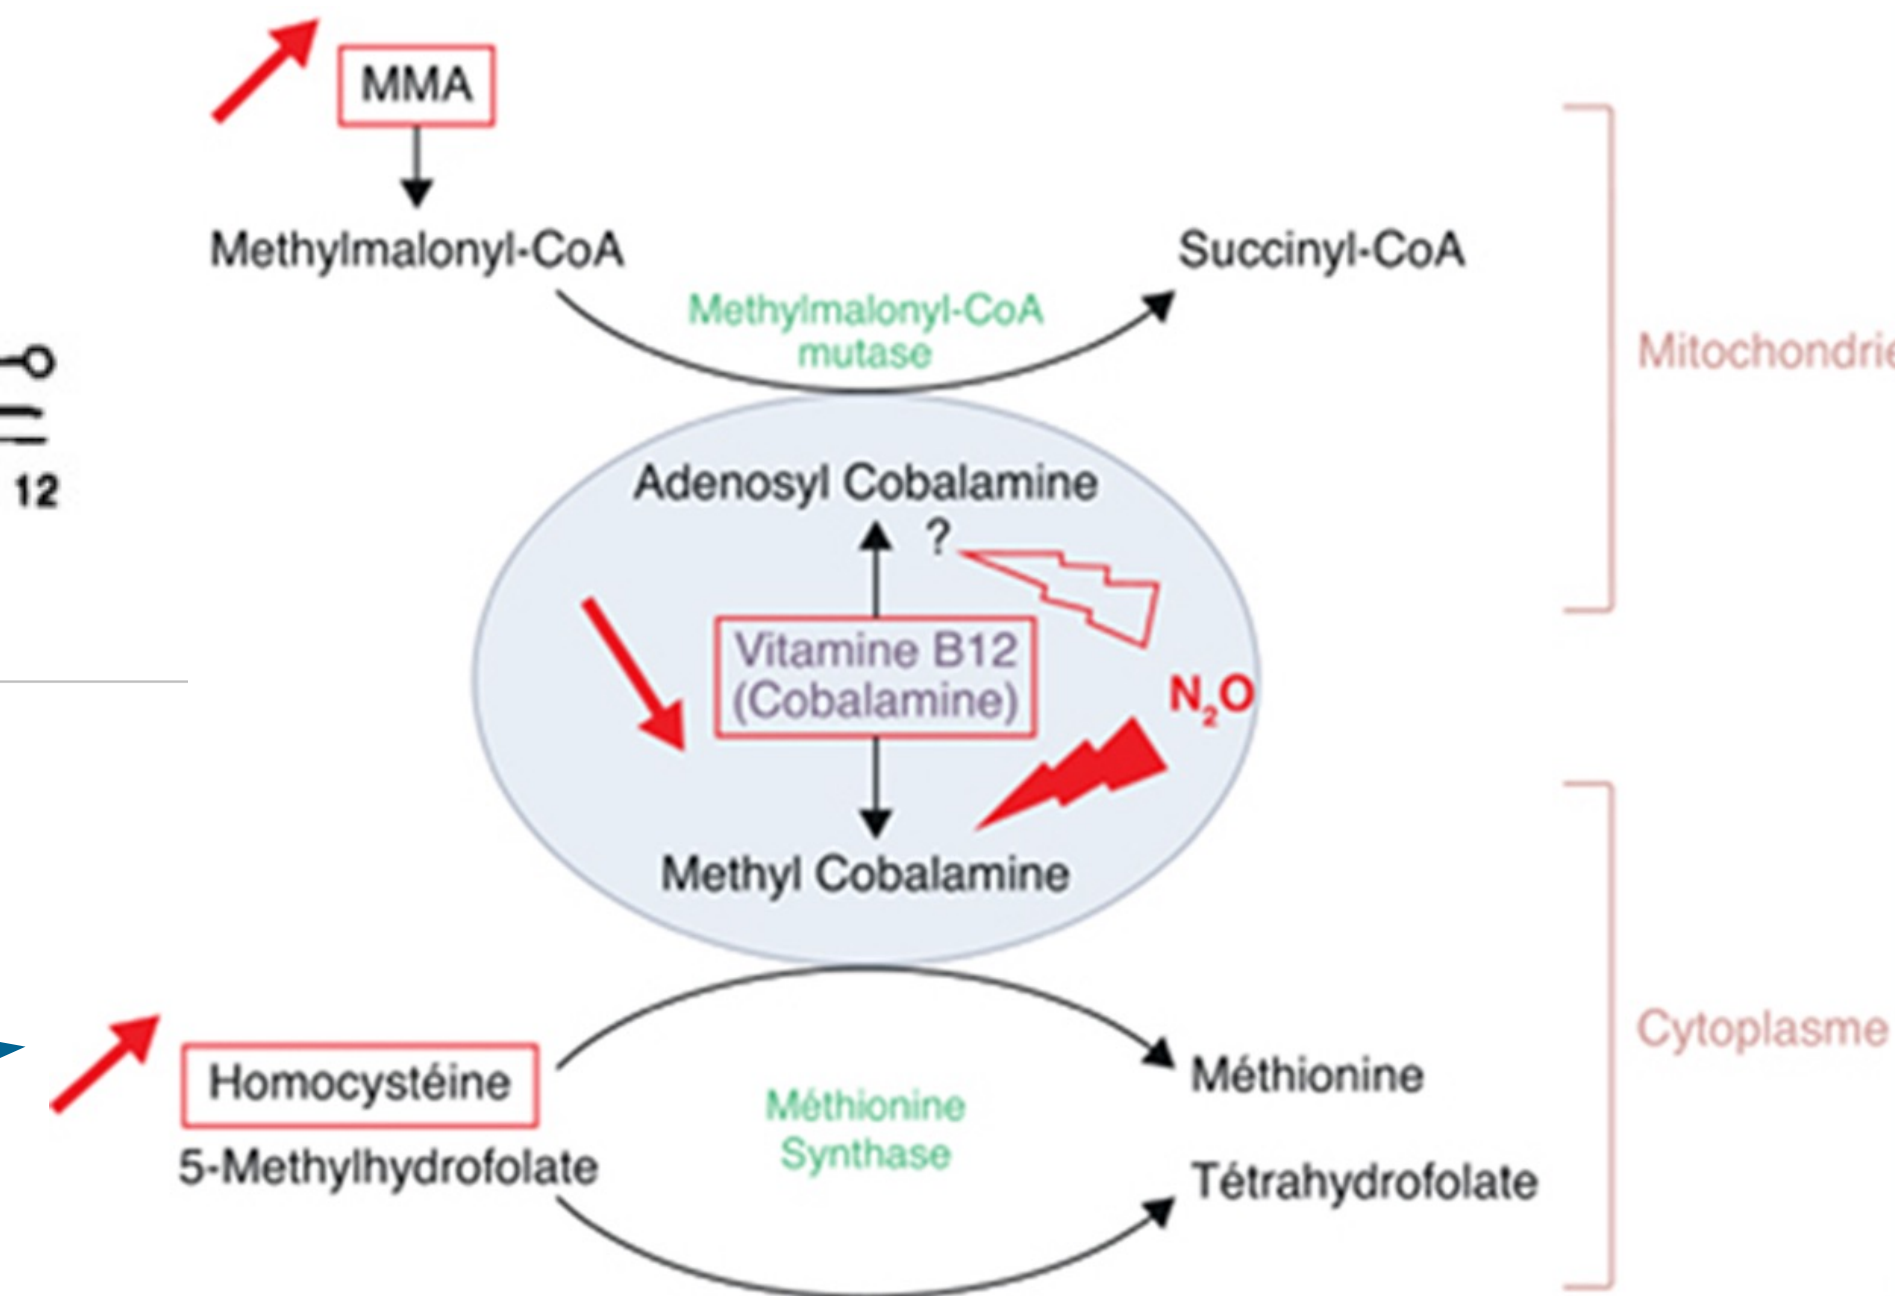 MMA
Methylmalonyl-CoA
Succinyl-CoA
Methylmalonyl-CoA
mutase
Mitochondrie
12
Adenosyl Cobalamine
?
Vitamine B12
(Cobalamine)
N₂O
Methyl Cobalamine
Cytoplasme
Homocystéine
5-Methylhydrofolate
Méthionine
Synthase
Méthionine
Tétrahydrofolate